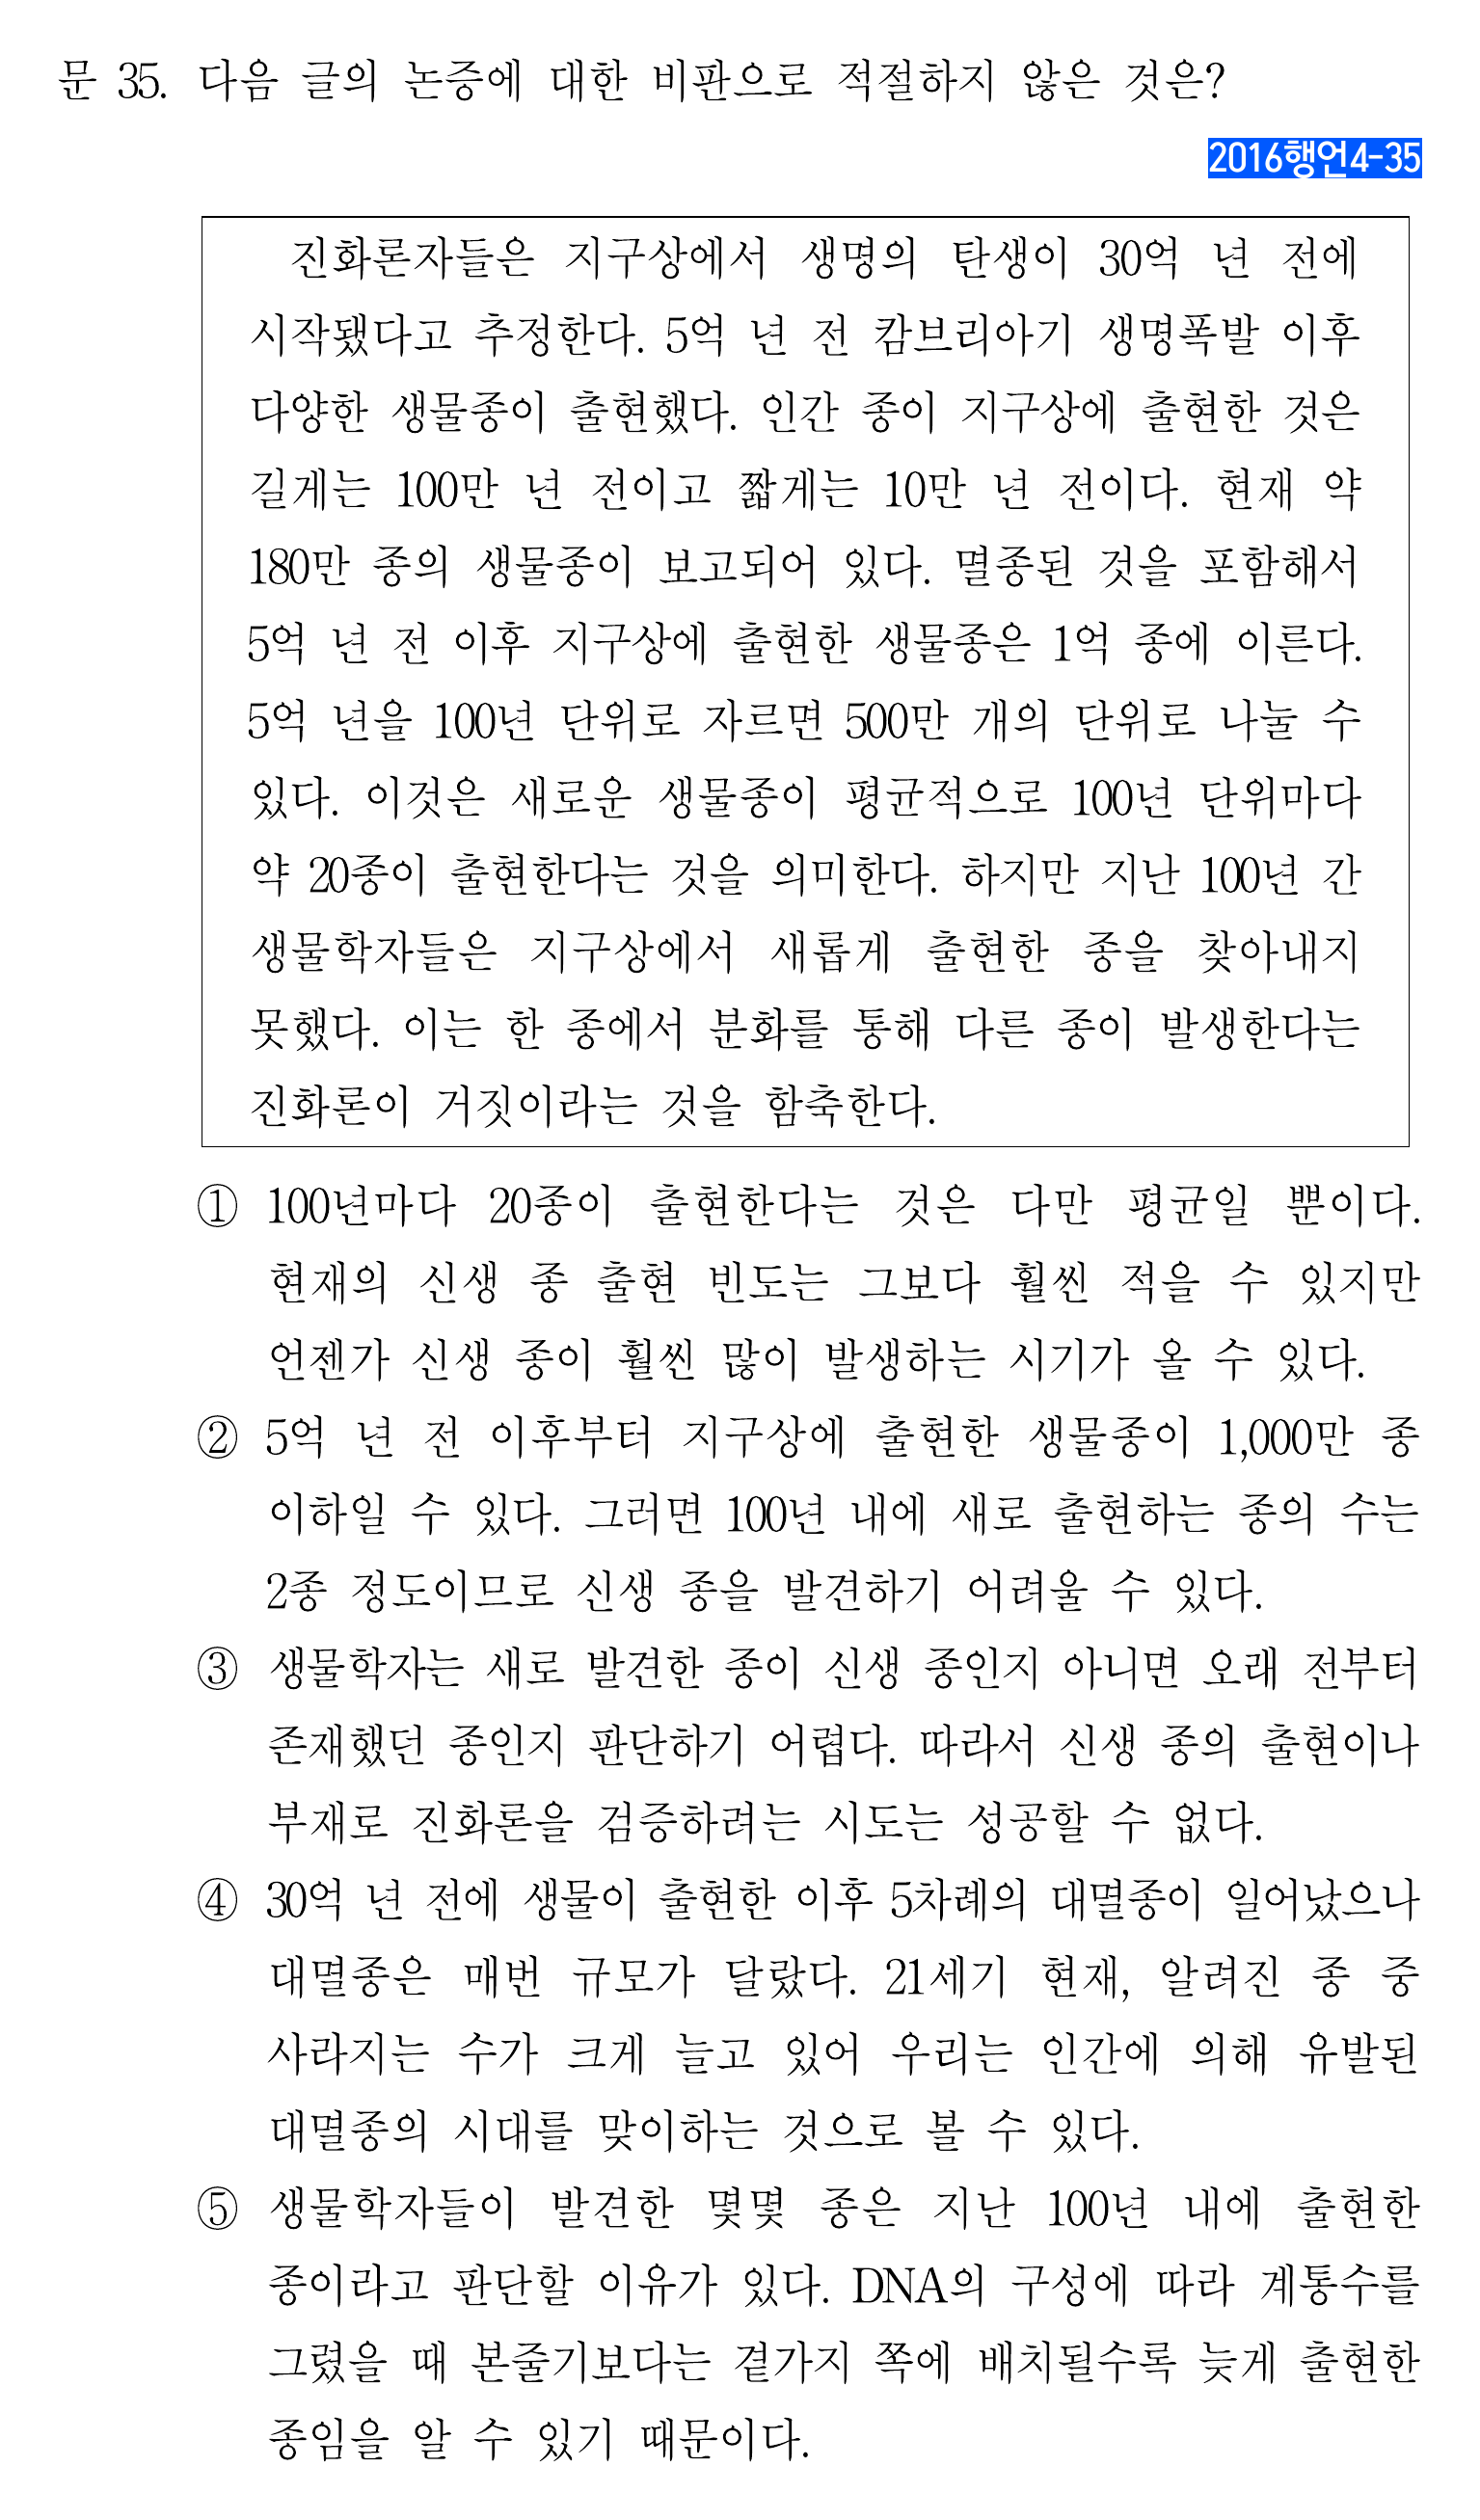 문 35. 다음 글의 논증에 대한 비판으로 적절하지 않은 것은?
2016행언4-35
진화론자들은 지구상에서 생명의 탄생이 30억 년 전에
시작됐다고 추정한다. 5억 년 전 캄브리아기 생명폭발 이후
다양한 생물종이 출현했다. 인간 종이 지구상에 출현한 것은
길게는 100만 년 전이고 짧게는 10만 년 전이다. 현재 약
180만 종의 생물종이 보고되어 있다. 멸종된 것을 포함해서
5억 년 전 이후 지구상에 출현한 생물종은 1억 종에 이른다.
5억 년을 100년 단위로 자르면 500만 개의 단위로 나눌 수
있다. 이것은 새로운 생물종이 평균적으로 100년 단위마다
약 20종이 출현한다는 것을 의미한다. 하지만 지난 100년 간
생물학자들은 지구상에서 새롭게 출현한 종을 찾아내지
못했다. 이는 한 종에서 분화를 통해 다른 종이 발생한다는
진화론이 거짓이라는 것을 함축한다.
① 100년마다 20종이 출현한다는 것은 다만 평균일 뿐이다.
현재의 신생 종 출현 빈도는 그보다 훨씬 적을 수 있지만
언젠가 신생 종이 훨씬 많이 발생하는 시기가 올 수 있다.
② 5억 년 전 이후부터 지구상에 출현한 생물종이 1,000만 종
이하일 수 있다. 그러면 100년 내에 새로 출현하는 종의 수는
2종 정도이므로 신생 종을 발견하기 어려울 수 있다.
③ 생물학자는 새로 발견한 종이 신생 종인지 아니면 오래 전부터
존재했던 종인지 판단하기 어렵다. 따라서 신생 종의 출현이나
부재로 진화론을 검증하려는 시도는 성공할 수 없다.
④ 30억 년 전에 생물이 출현한 이후 5차례의 대멸종이 일어났으나
대멸종은 매번 규모가 달랐다. 21세기 현재, 알려진 종 중
사라지는 수가 크게 늘고 있어 우리는 인간에 의해 유발된
대멸종의 시대를 맞이하는 것으로 볼 수 있다.
⑤ 생물학자들이 발견한 몇몇 종은 지난 100년 내에 출현한
종이라고 판단할 이유가 있다. DNA의 구성에 따라 계통수를
그렸을 때 본줄기보다는 곁가지 쪽에 배치될수록 늦게 출현한
종임을 알 수 있기 때문이다.